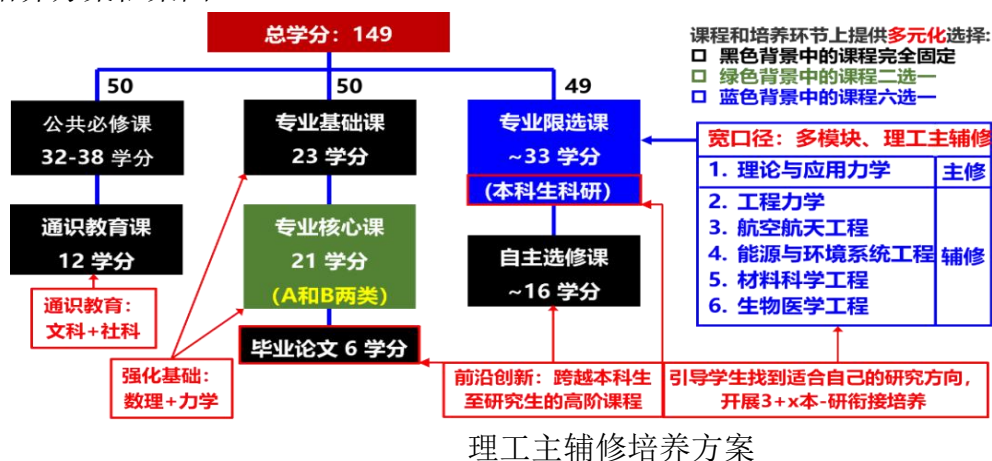 总学分：149
课程和培养环节上提供多元化选择:
黑色背景中的课程完全固定
绿色背景中的课程二选一
蓝色背景中的课程六选一
50
50
49
公共必修课
32-38 学分
专业基础课
23 学分
专业限选课
~33 学分
(本科生科研)
宽口径：多模块、理工主辅修
1. 理论与应用力学
主修
2. 工程力学
3. 航空航天工程
4. 能源与环境系统工程
5. 材料科学工程
6. 生物医学工程
辅修
通识教育课
12 学分
专业核心课
21 学分
(A和B两类)
自主选修课
~16 学分
通识教育：
文科+社科
毕业论文 6 学分
强化基础：
数理+力学
前沿创新：跨越本科生
至研究生的高阶课程
引导学生找到适合自己的研究方向，
开展3+x本-研衔接培养
理工主辅修培养方案